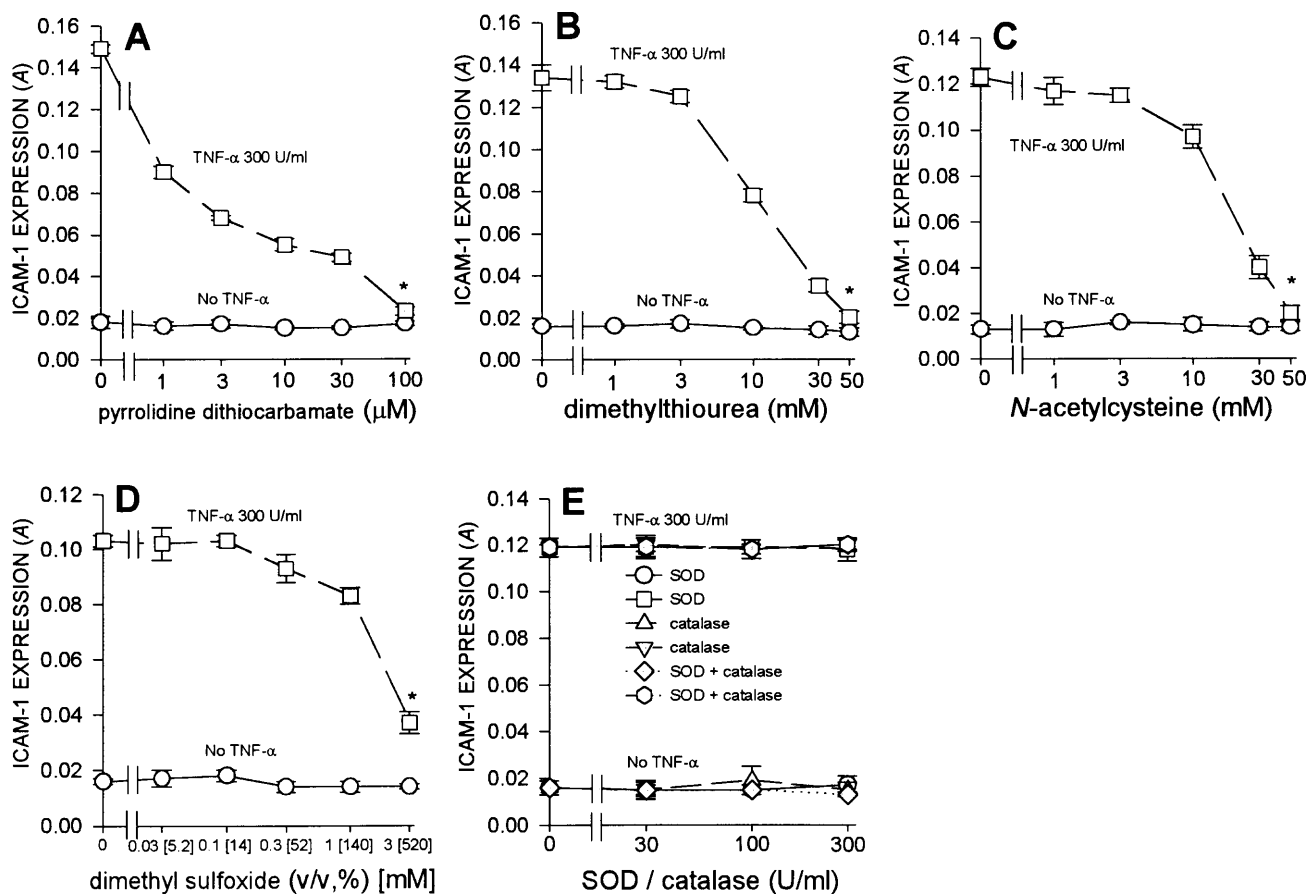 A
ICAM-1 EXPRESSION (A)
0.16
0.14
0.12
0.10
0.08
0.06
0.04
0.02
0.00
TNF-α 300 U/ml
*
No TNF-α
0 1 3 10 30 100
pyrrolidine dithiocarbamate (μM)
B
ICAM-1 EXPRESSION (A)
0.16
0.14
0.12
0.10
0.08
0.06
0.04
0.02
0.00
TNF-α 300 U/ml
*
No TNF-α
0 1 3 10 30 50
dimethylthiourea (mM)
C
ICAM-1 EXPRESSION (A)
0.14
0.12
0.10
0.08
0.06
0.04
0.02
0.00
TNF-α 300 U/ml
*
No TNF-α
0 1 3 10 30 50
N-acetylcysteine (mM)
D
ICAM-1 EXPRESSION (A)
0.12
0.10
0.08
0.06
0.04
0.02
0.00
TNF-α 300 U/ml
*
No TNF-α
0 0.03 [5.2] 0.1 [14] 0.3 [52] 1 [140] 3 [520]
dimethyl sulfoxide (v/v,%) [mM]
E
ICAM-1 EXPRESSION (A)
0.14
0.12
0.10
0.08
0.06
0.04
0.02
0.00
TNF-α 300 U/ml
SOD
SOD
catalase
catalase
SOD + catalase
SOD + catalase
No TNF-α
0 30 100 300
SOD / catalase (U/ml)